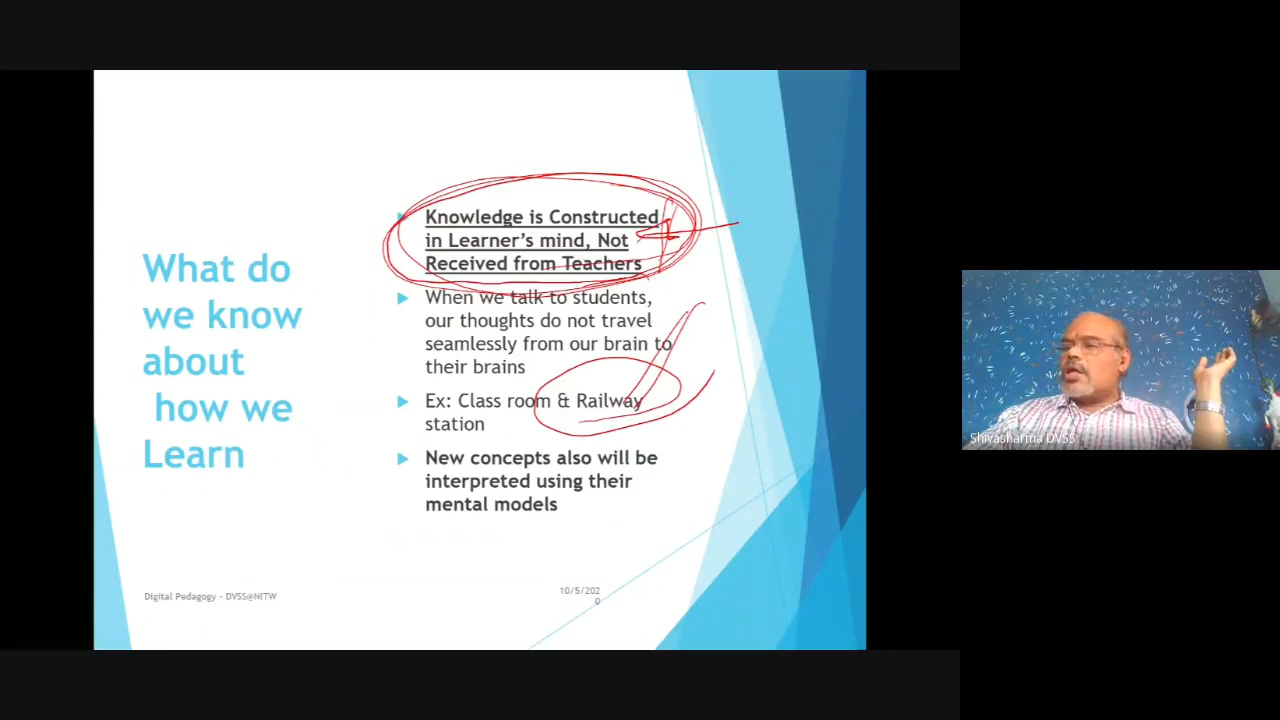 What do
we know
about
how we
Learn
Knowledge is Constructed
in Learner's mind, Not
Received from Teachers
When we talk to students,
our thoughts do not travel
seamlessly from our brain to
their brains
Ex: Class room & Railway
station
New concepts also will be
interpreted using their
mental models
Digital Pedagogy - DVSS@NITW
10/5/202
0
Shivasharma DVSS